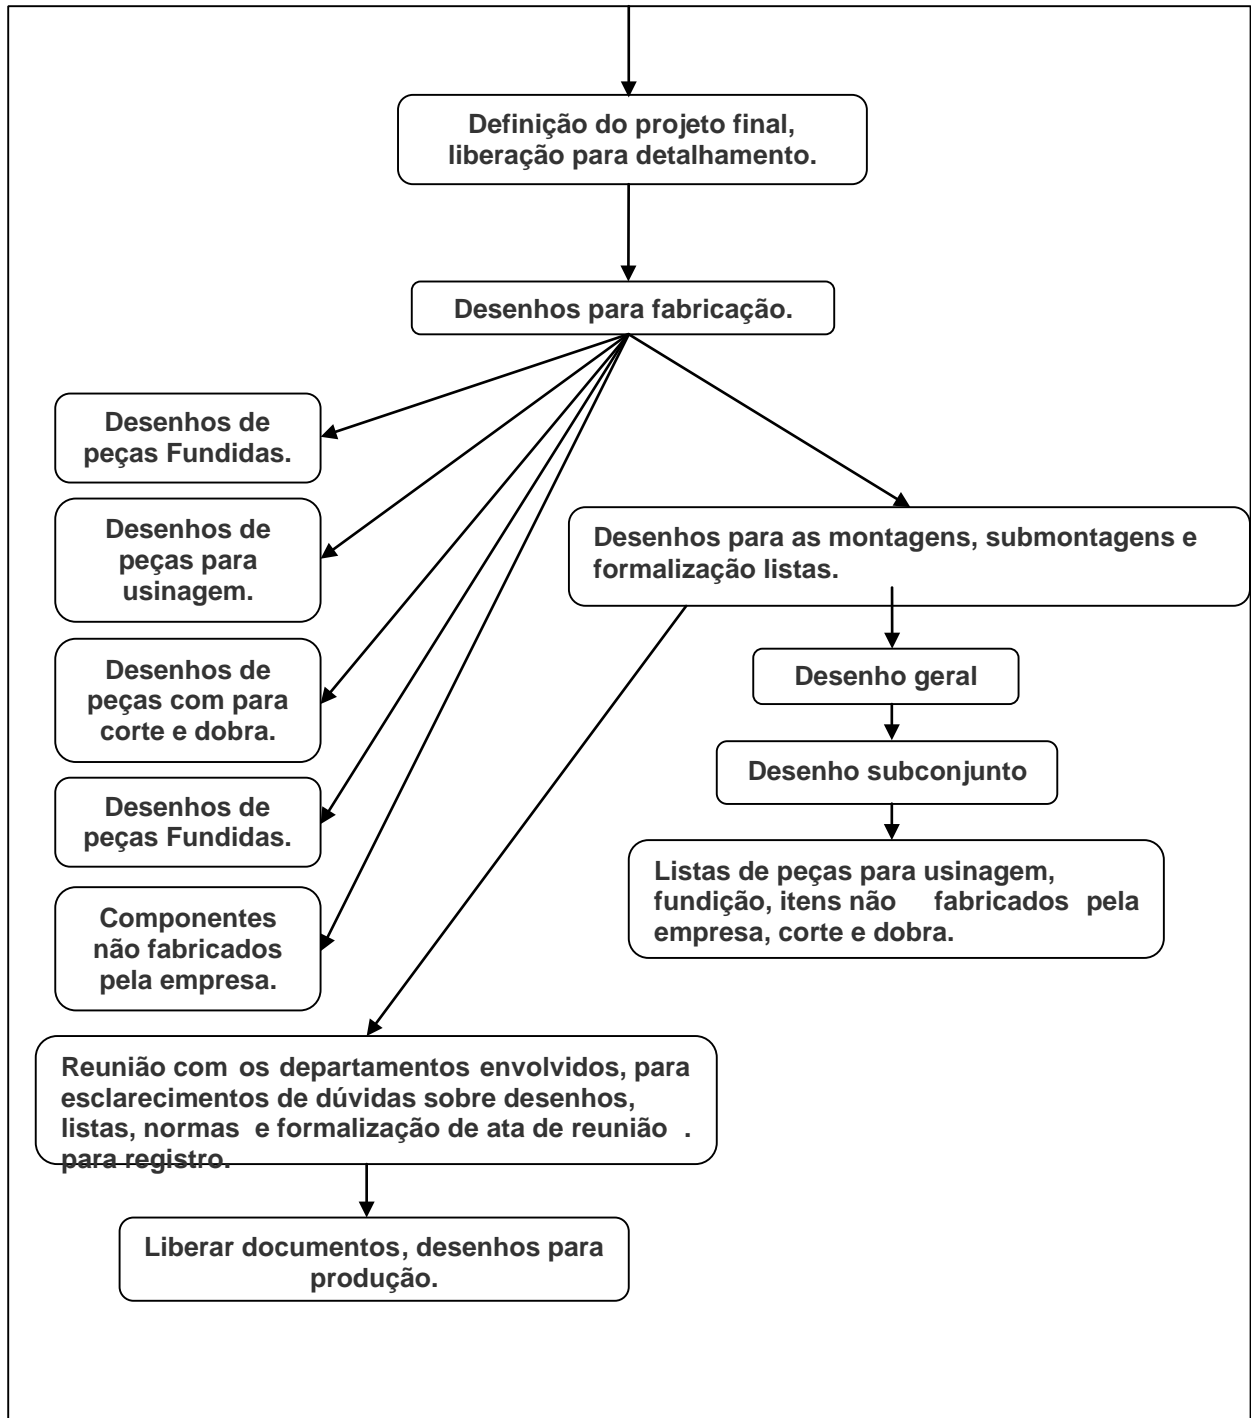 Definição do projeto final,
liberação para detalhamento.
Desenhos para fabricação.
Desenhos de
peças Fundidas.
Desenhos de
peças para
usinagem.
Desenhos de
peças com para
corte e dobra.
Desenhos de
peças Fundidas.
Componentes
não fabricados
pela empresa.
Desenhos para as montagens, submontagens e
formalização listas.
Desenho geral
Desenho subconjunto
Listas de peças para usinagem,
fundição, itens não fabricados pela
empresa, corte e dobra.
Reunião com os departamentos envolvidos, para
esclarecimentos de dúvidas sobre desenhos,
listas, normas e formalização de ata de reunião .
para registro.
Liberar documentos, desenhos para
produção.